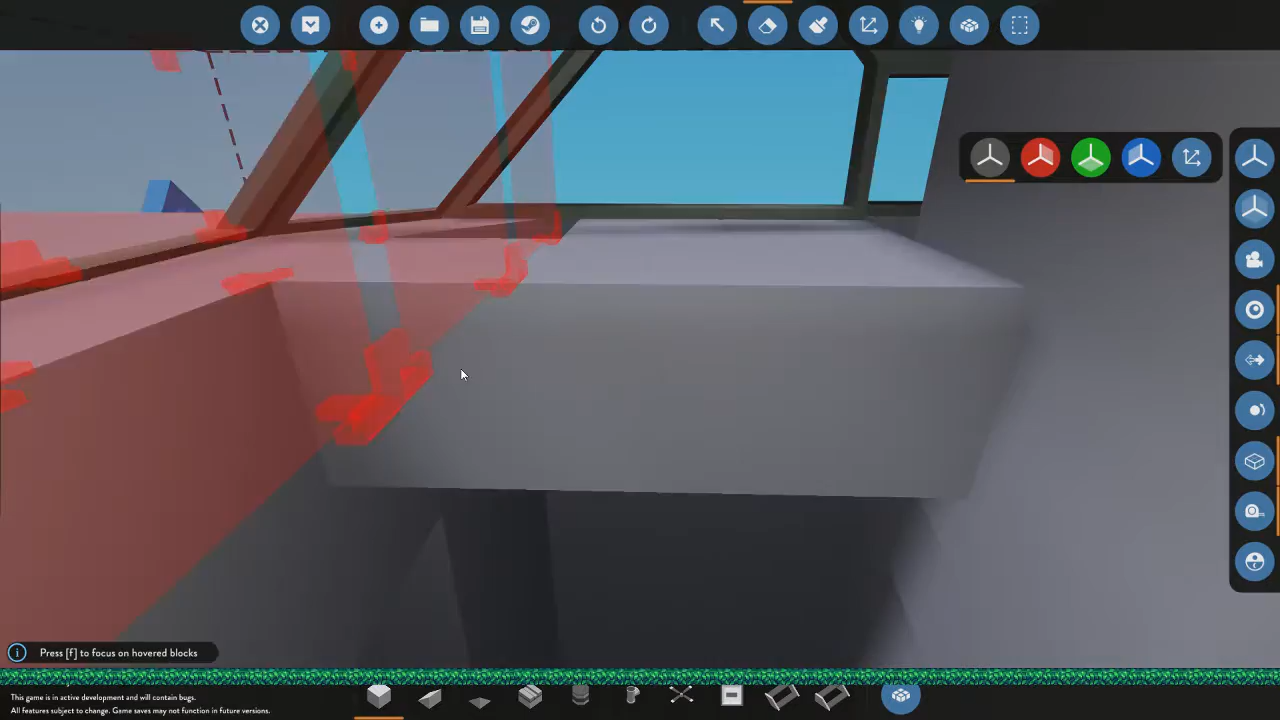 Press [f] to focus on hovered blocks
This game is in active development and will contain bugs.
All features subject to change. Game saves may not function in future versions.